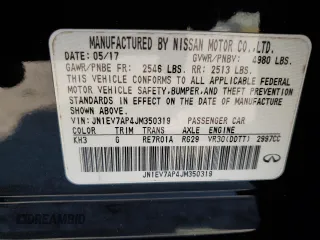 MANUFACTURED BY NISSAN MOTOR CO.,LTD.
DATE: 05/17 GVWR/PNBV: 4980 LBS.
GAWR/PNBE FR: 2546 LBS. RR: 2513 LBS.
THIS VEHICLE CONFORMS TO ALL APPLICABLE FEDERAL
MOTOR VEHICLE SAFETY, BUMPER, AND THEFT PREVENTION
STANDARDS IN EFFECT ON THE DATE OF MANUFACTURE
SHOWN ABOVE.
VIN: JN1EV7AP4JM350319 PASSENGER CAR
COLOR TRIM TRANS AXLE ENGINE
KH3 G RE7R01A RG29 VR30(DDTT) 2997CC
INFINITI
JN1EV7AP4JM350319
© DREAMBID